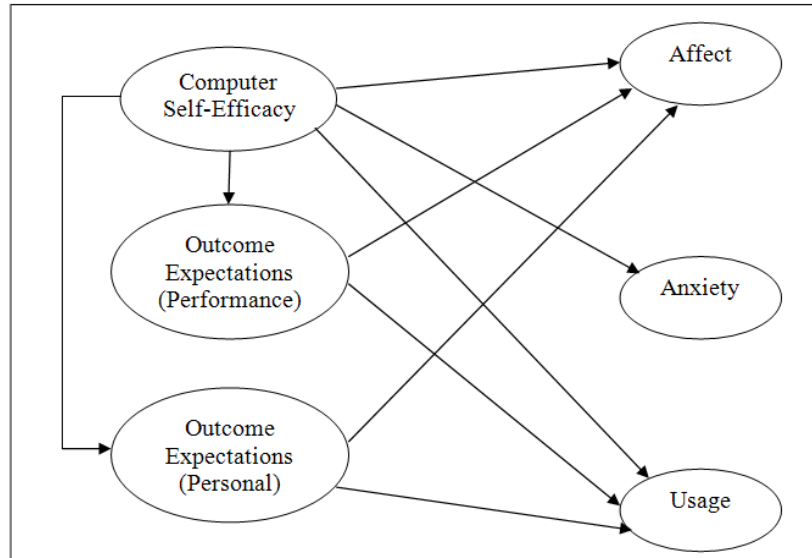 Computer
Self-Efficacy
Affect
Outcome
Expectations
(Performance)
Anxiety
Outcome
Expectations
(Personal)
Usage